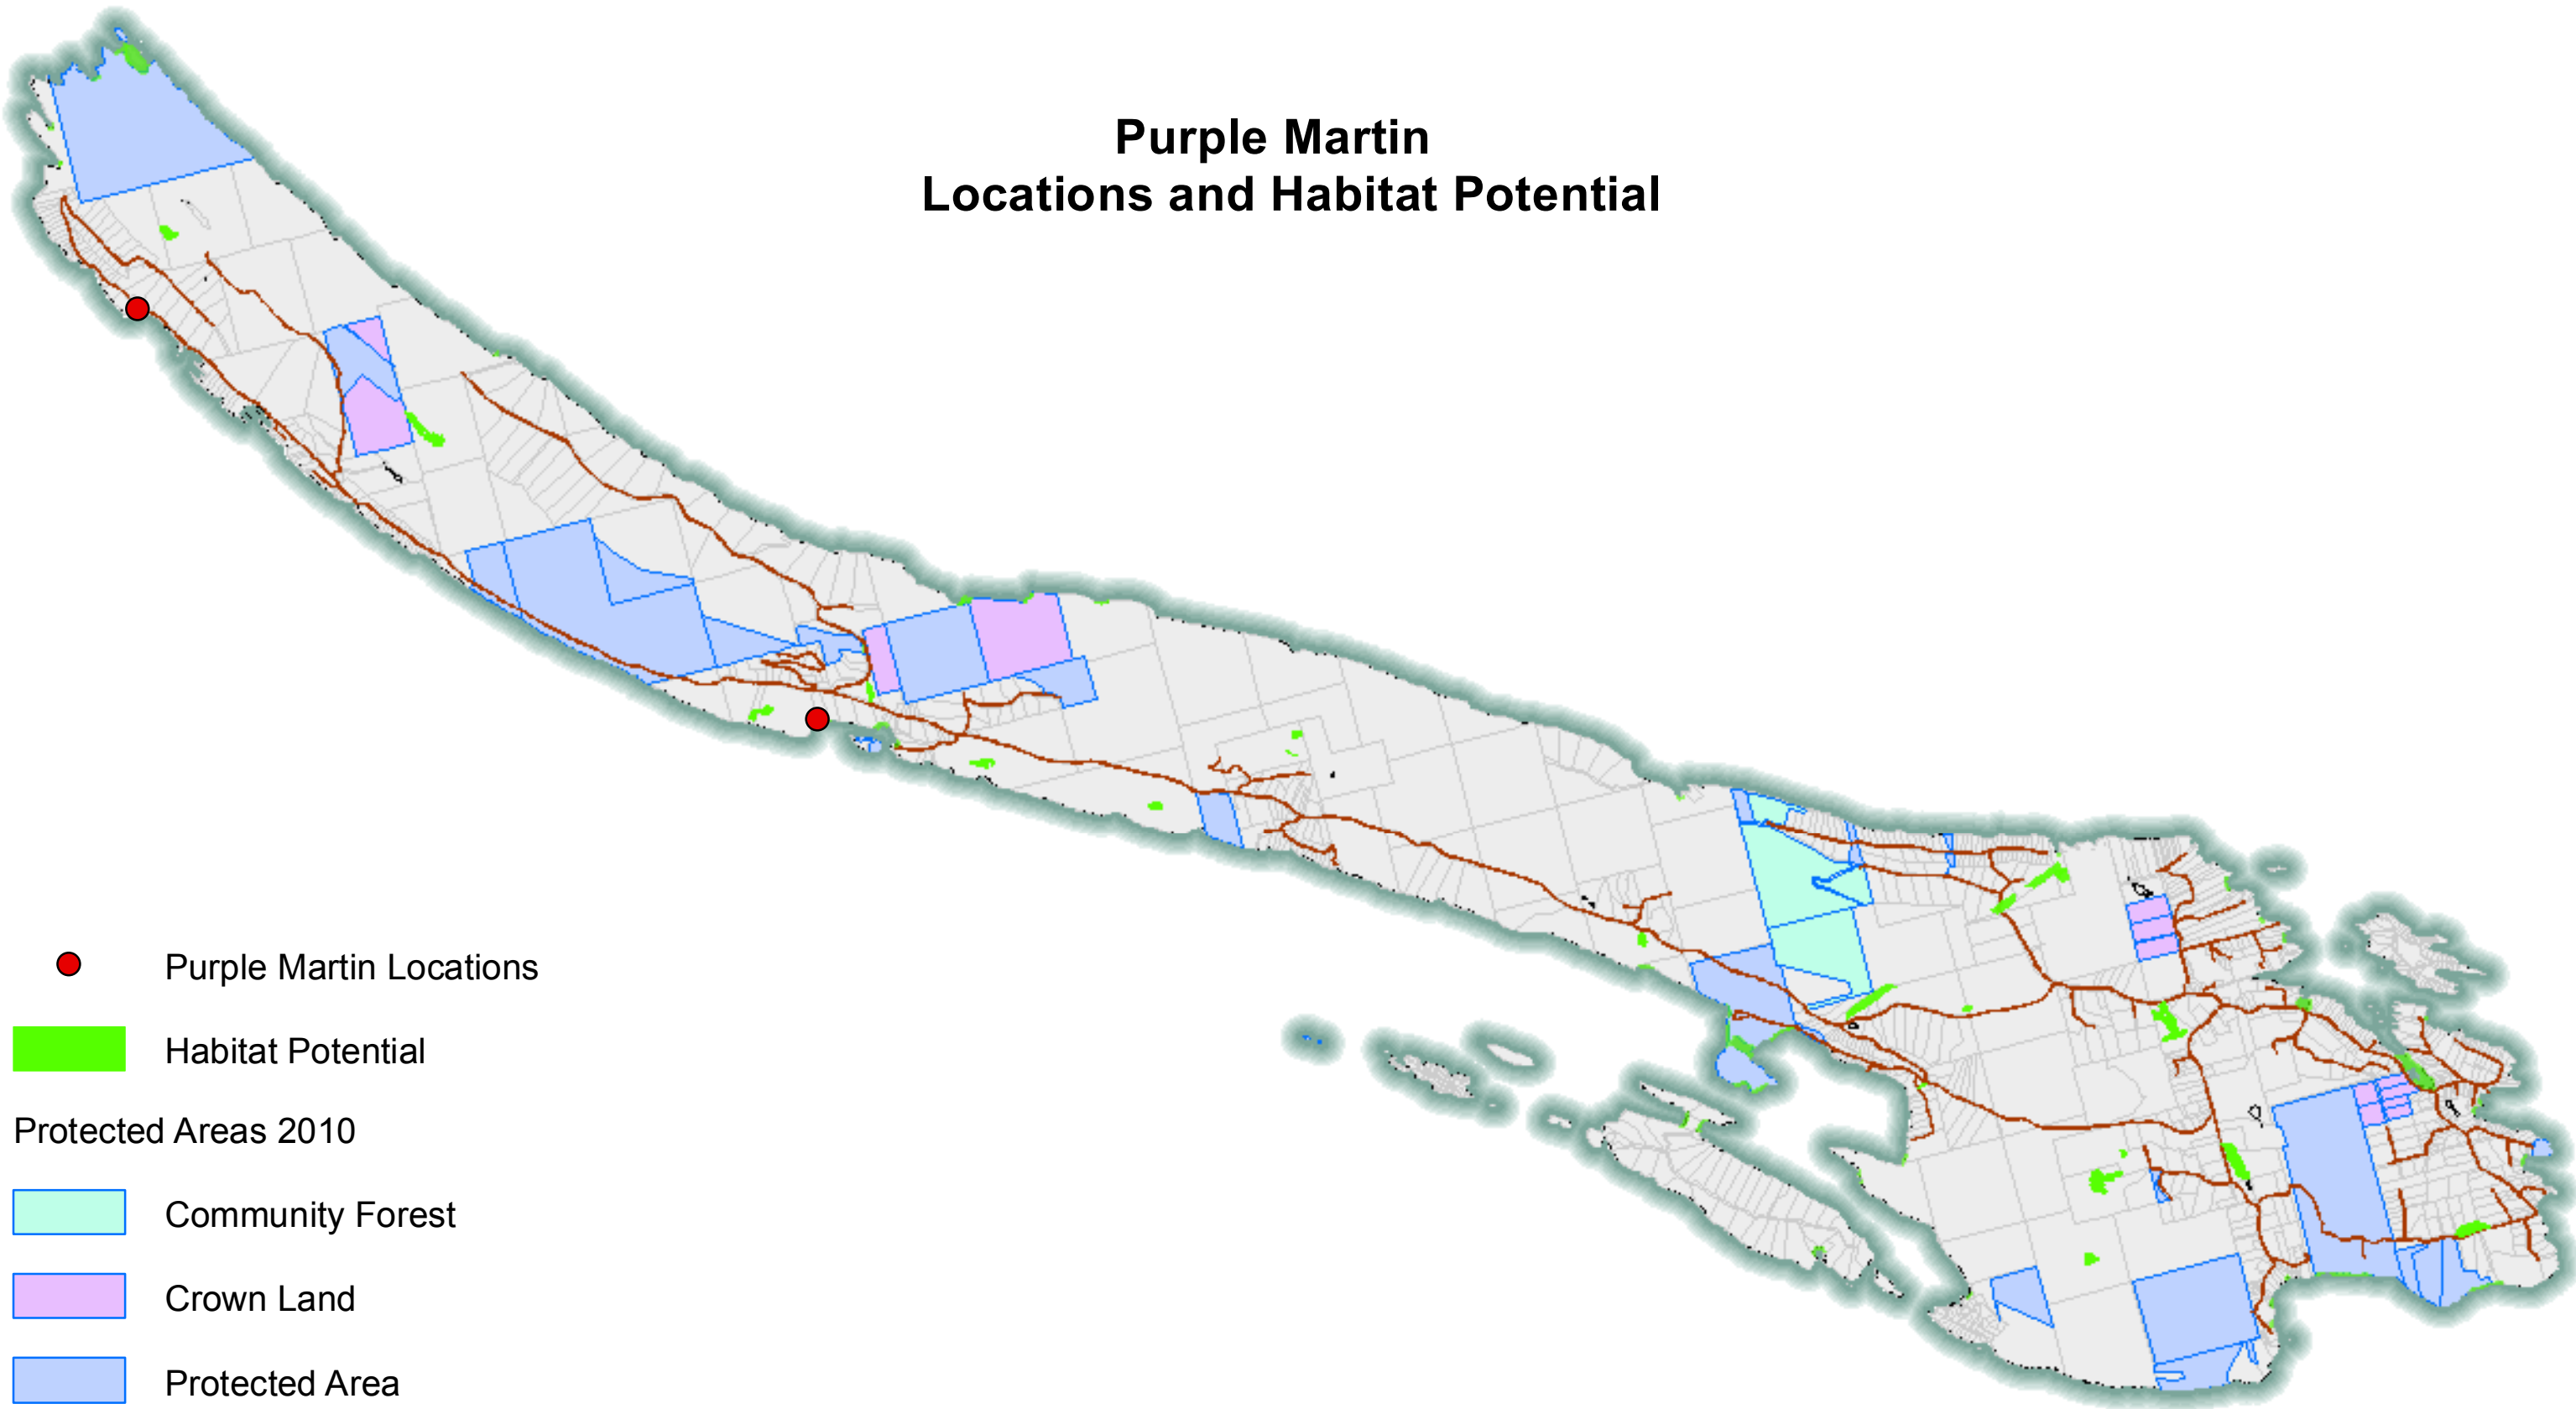 Purple Martin
Locations and Habitat Potential
Purple Martin Locations
Habitat Potential
Protected Areas 2010
Community Forest
Crown Land
Protected Area